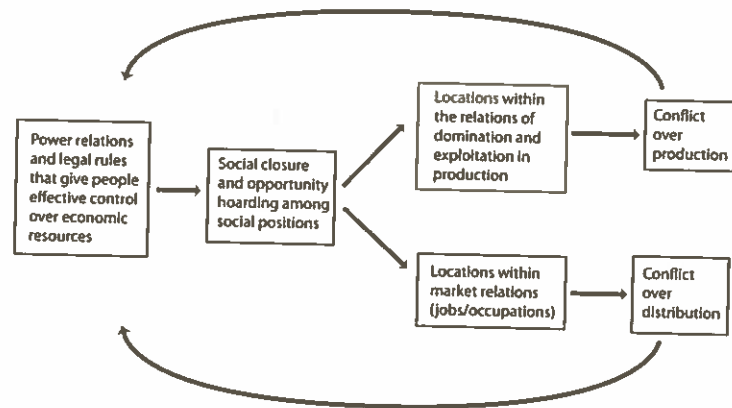 Power relations
and legal rules
that give people
effective control
over economic
resources
Social closure
and opportunity
hoarding among
social positions
Locations within
the relations of
domination and
exploitation in
production
Conflict
over
production
Locations within
market relations
(jobs/occupations)
Conflict
over
distribution